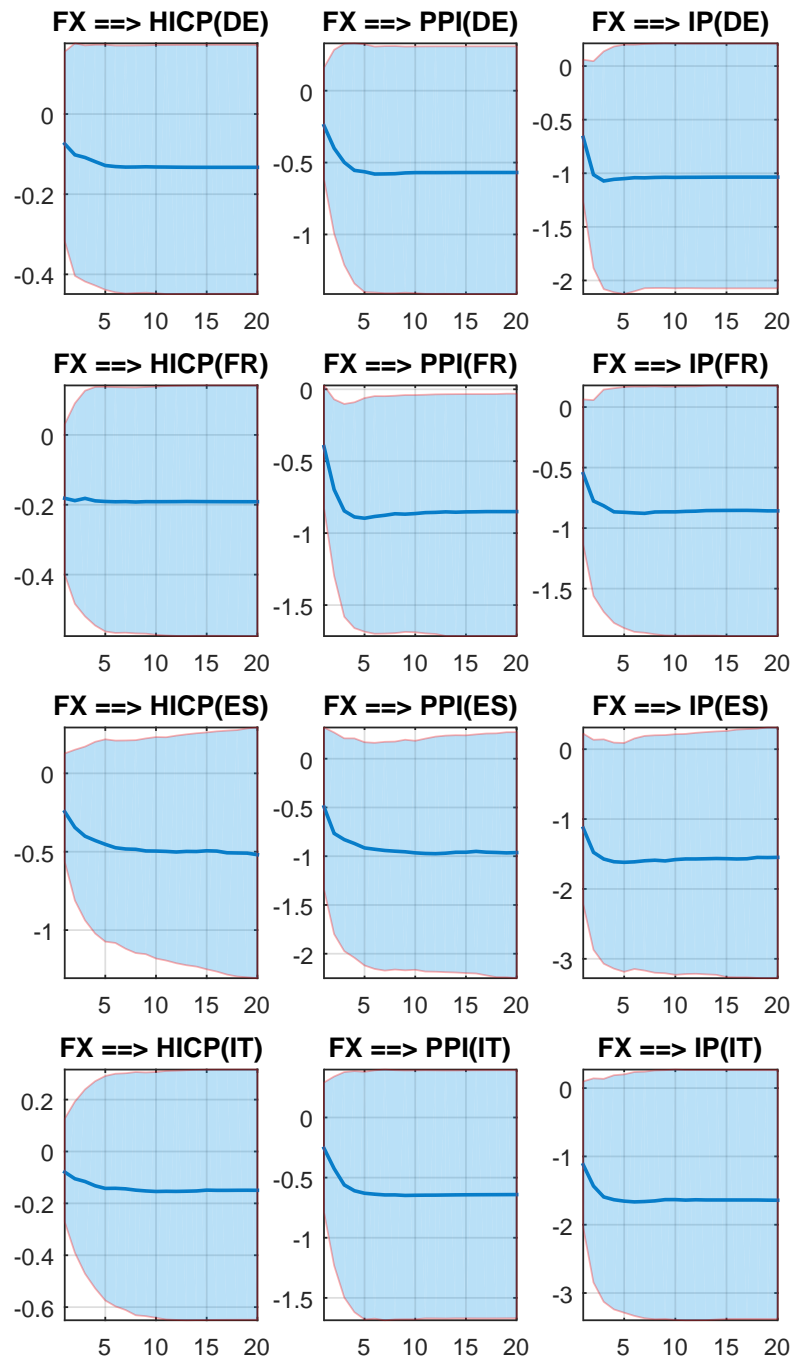 FX ==> HICP(DE) FX ==> PPI(DE) FX ==> IP(DE)
0 0 0
-0.2 -0.5 -0.5
-0.4 -1 -1
-1.5
-2
5 10 15 20 5 10 15 20 5 10 15 20
FX ==> HICP(FR) FX ==> PPI(FR) FX ==> IP(FR)
0 0 0
-0.2 -0.5 -0.5
-0.4 -1 -1
-1.5 -1.5
5 10 15 20 5 10 15 20 5 10 15 20
FX ==> HICP(ES) FX ==> PPI(ES) FX ==> IP(ES)
0 0 0
-0.5 -0.5 -1
-1 -1 -2
-1.5 -3
-2
5 10 15 20 5 10 15 20 5 10 15 20
FX ==> HICP(IT) FX ==> PPI(IT) FX ==> IP(IT)
0.2 0 0
0 -0.5 -1
-0.2 -1 -2
-0.4 -1.5 -3
-0.6
5 10 15 20 5 10 15 20 5 10 15 20